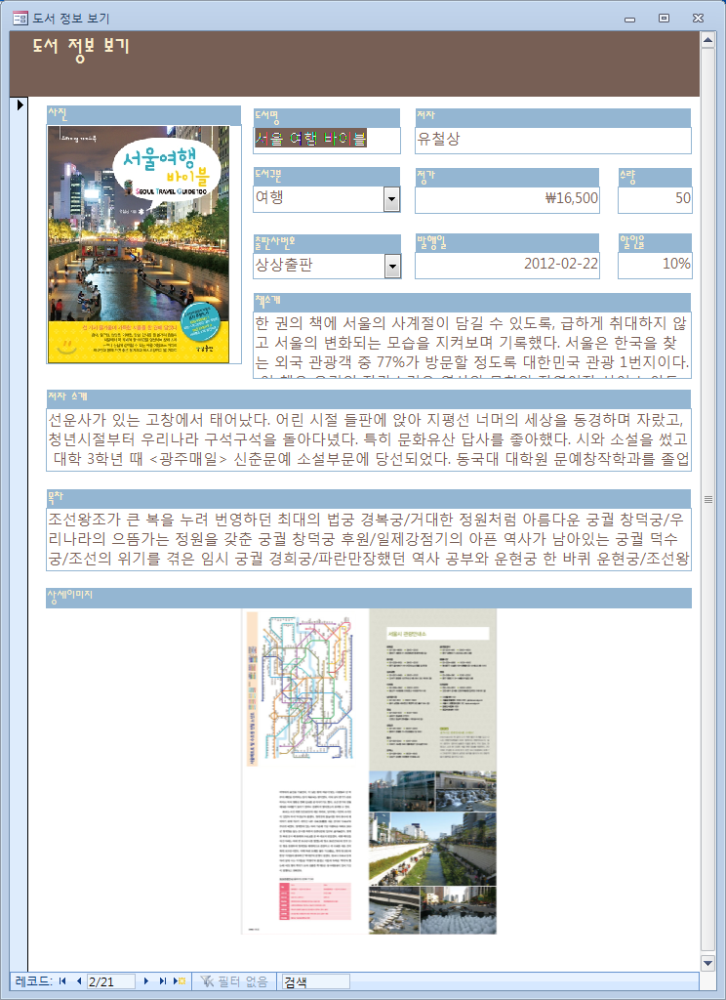 도서 정보 보기
도서 정보 보기
사진
서울여행
바이블
SEOUL TRAVEL GUIDE 100
도서명
서울 여행 바이블
저자
유철상
도서구분
여행
정가
₩16,500
수량
50
출판사번호
상상출판
발행일
2012-02-22
할인율
10%
책소개
한 권의 책에 서울의 사계절이 담길 수 있도록, 급하게 취대하지 않
고 서울의 변화되는 모습을 지켜보며 기록했다. 서울은 한국을 찾
는 외국 관광객 중 77%가 방문할 정도록 대한민국 관광 1번지이다.
저자 소개
선운사가 있는 고창에서 태어났다. 어린 시절 들판에 앉아 지평선 너머의 세상을 동경하며 자랐고,
청년시절부터 우리나라 구석구석을 돌아다녔다. 특히 문화유산 답사를 좋아했다. 시와 소설을 썼고
대학 3학년 때 <광주매일> 신춘문예 소설부문에 당선되었다. 동국대 대학원 문예창작학과를 졸업
목차
조선왕조가 큰 복을 누려 번영하던 최대의 법궁 경복궁/거대한 정원처럼 아름다운 궁궐 창덕궁/우
리나라의 으뜸가는 정원을 갖춘 궁궐 창덕궁 후원/일제강점기의 아픈 역사가 남아있는 궁궐 덕수
궁/조선의 위기를 겪은 임시 궁궐 경희궁/파란만장했던 역사 공부와 운현궁 한 바퀴 운현궁/조선왕
상세이미지
서울시 관광안내소
레코드: 2/21 필터 없음 검색